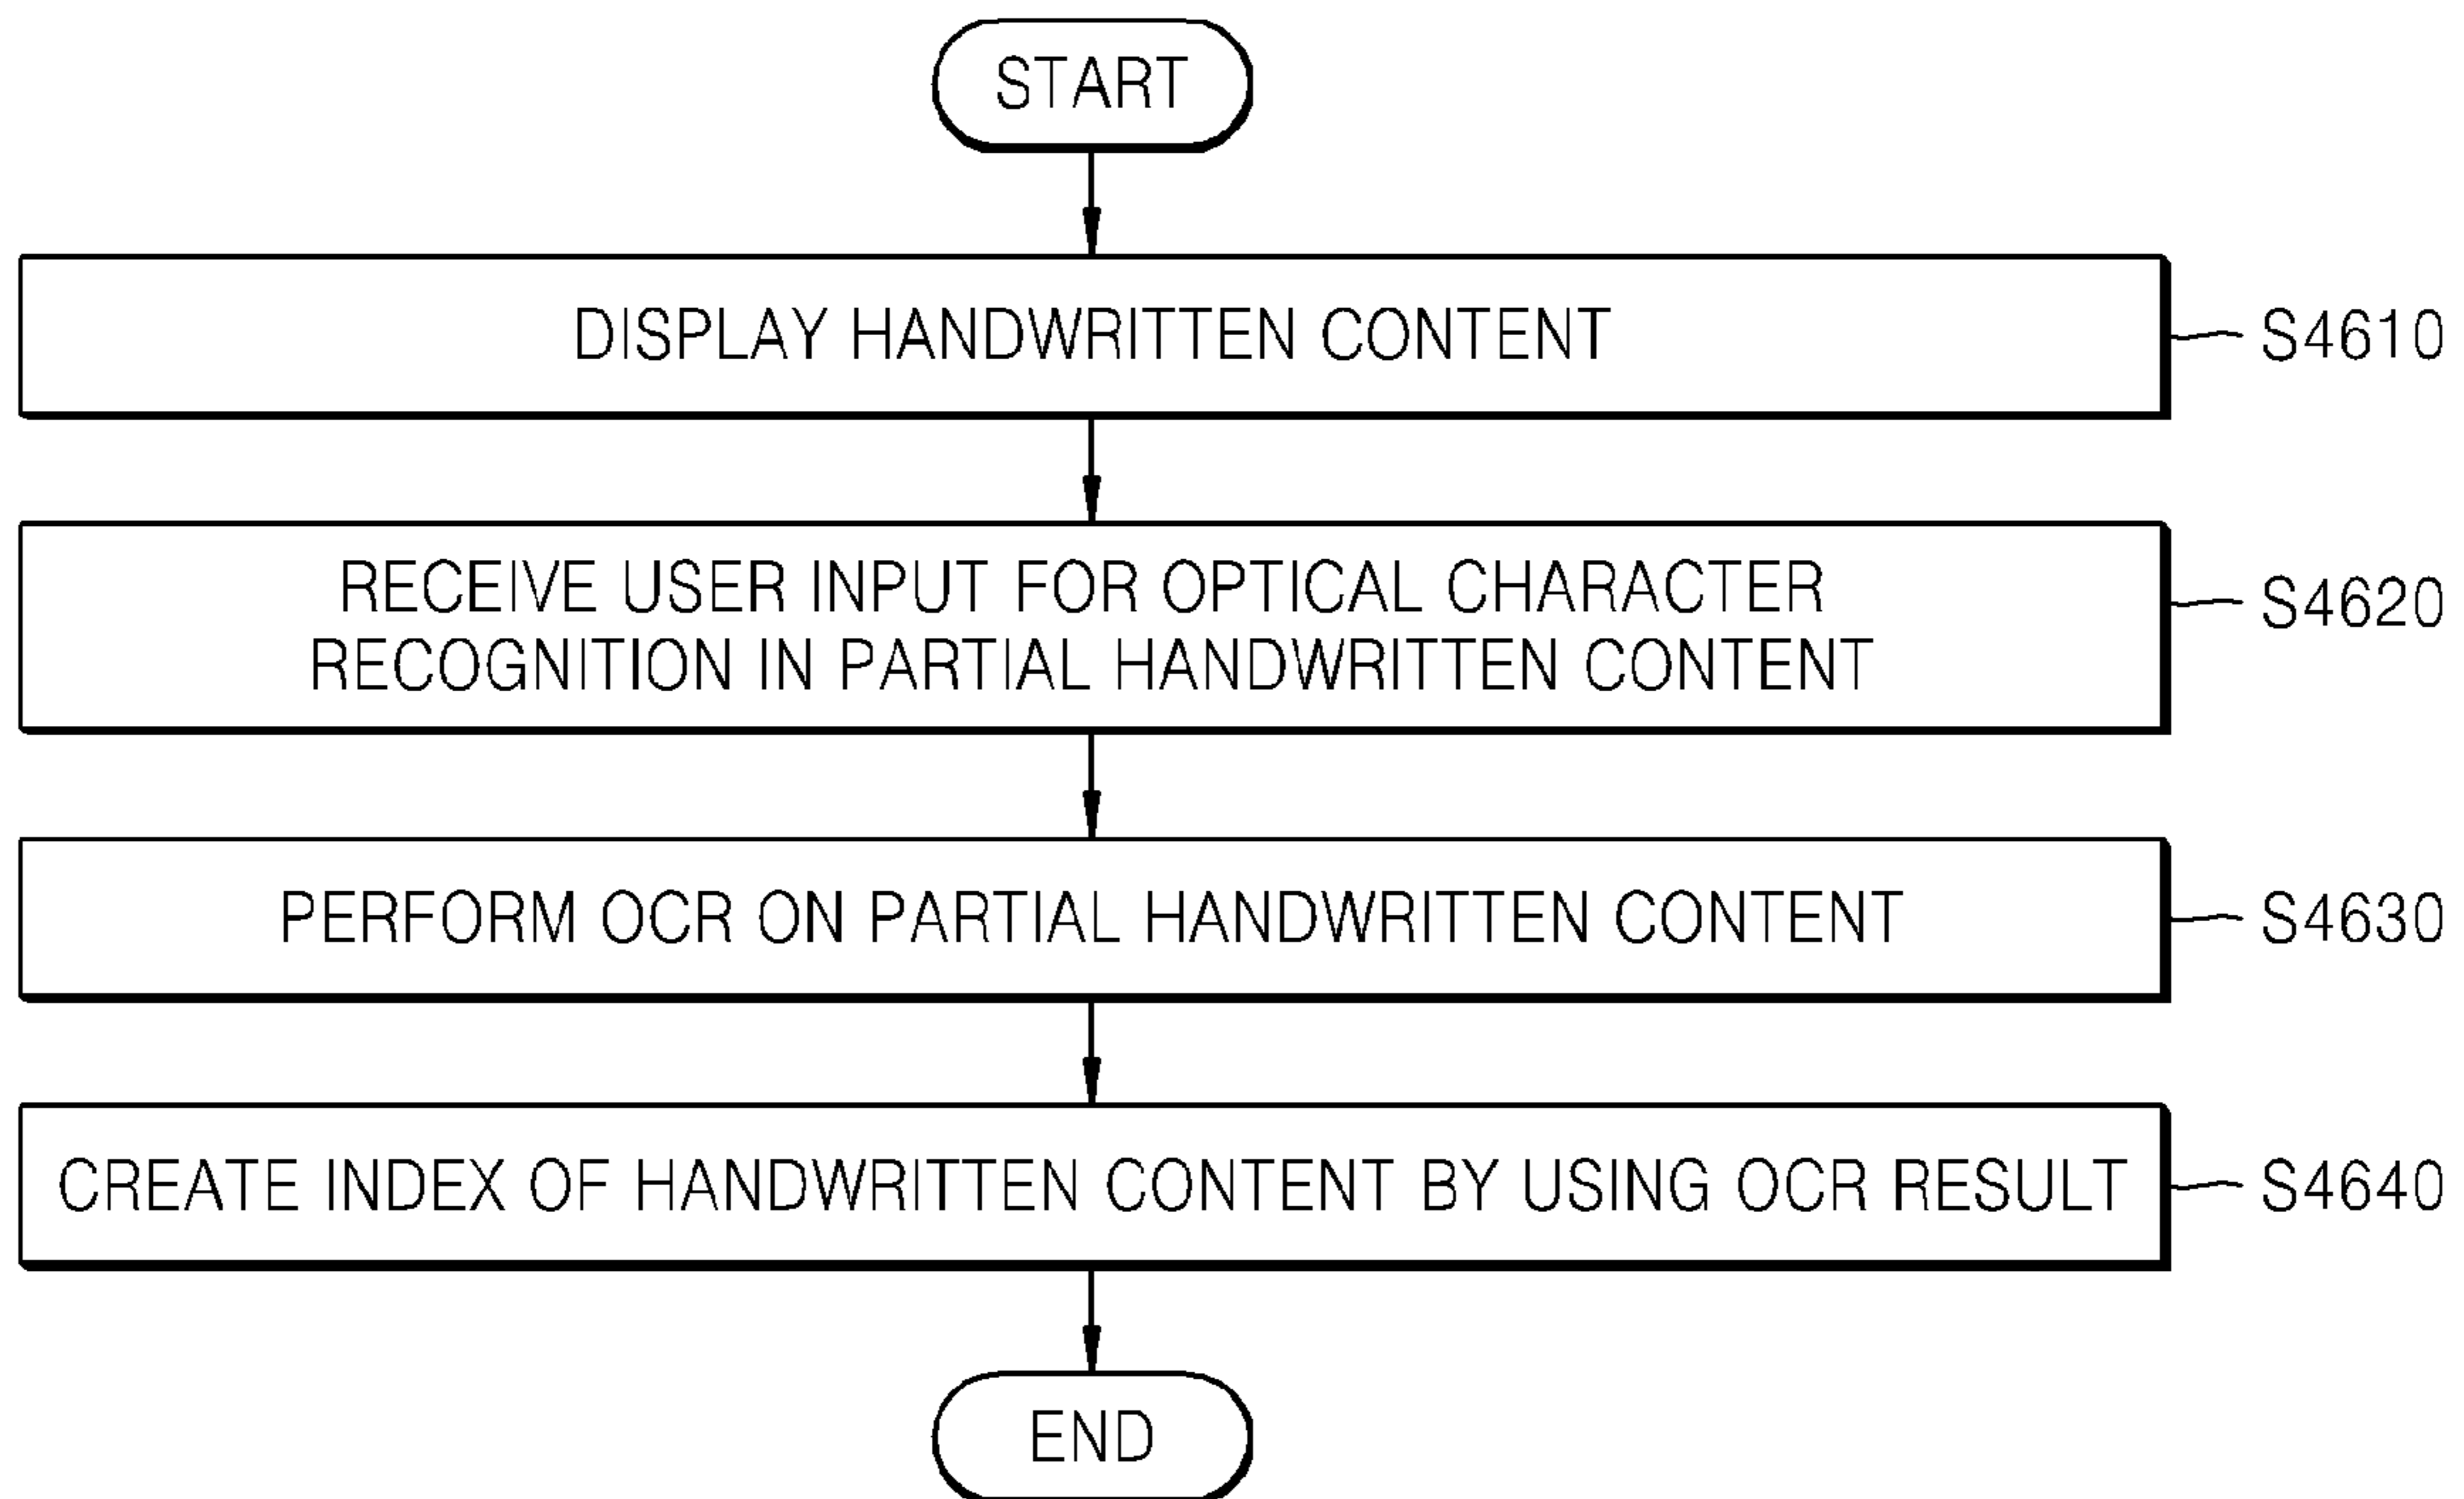 START
DISPLAY HANDWRITTEN CONTENT
S4610
RECEIVE USER INPUT FOR OPTICAL CHARACTER
RECOGNITION IN PARTIAL HANDWRITTEN CONTENT
S4620
PERFORM OCR ON PARTIAL HANDWRITTEN CONTENT
S4630
CREATE INDEX OF HANDWRITTEN CONTENT BY USING OCR RESULT
S4640
END